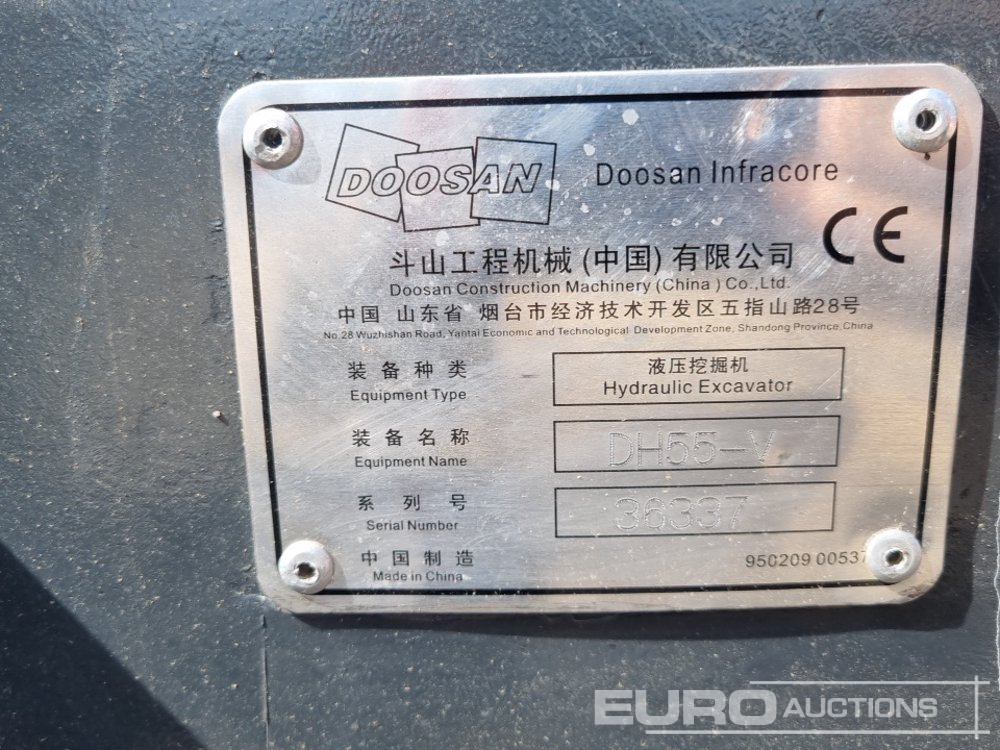 DOOSAN Doosan Infracore
CE
斗山工程机械(中国)有限公司
Doosan Construction Machinery (China ) Co.,Ltd.
中国 山东省 烟台市经济技术开发区五指山路28号
No.28 Wuzhishan Road, Yantai Economic and Technological Development Zone, Shandong Province,China
装备种类 液压挖掘机
Equipment Type Hydraulic Excavator
装备名称 DH55-V
Equipment Name
系列号 36337
Serial Number
中国制造
Made in China
950209 00537
EURO AUCTIONS